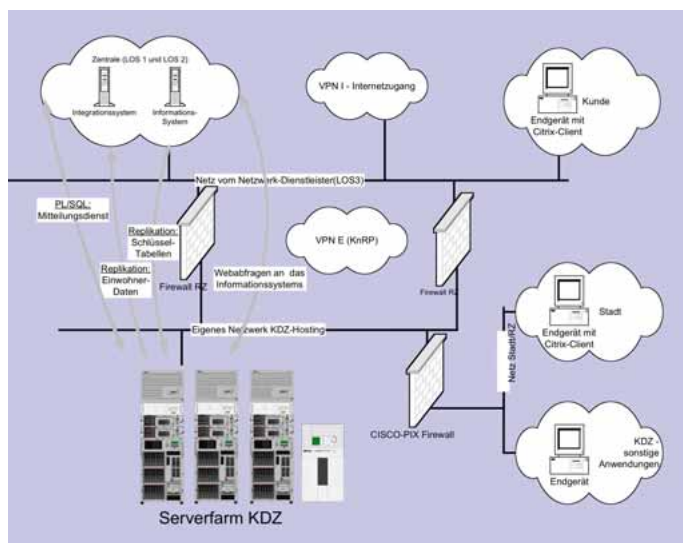 Zentrale (LOS 1 und LOS 2)
Integrationssystem
Informations-
System
VPN I - Internetzugang
Kunde
Endgerät mit
Citrix-Client
Netz vom Netzwerk-Dienstleister(LOS3)
PL/SQL:
Mitteilungsdienst
Replikation:
Schlüssel-
Tabellen
Replikation:
Einwohner-
Daten
Firewall RZ
VPN E (KnRP)
Webabfragen an das
Informationssystems
Firewall RZ
Eigenes Netzwerk KDZ-Hosting
Stadt
Endgerät mit
Citrix-Client
Netz Stadt/RZ
CISCO-PIX Firewall
KDZ -
sonstige
Anwendungen
Endgerät
Serverfarm KDZ